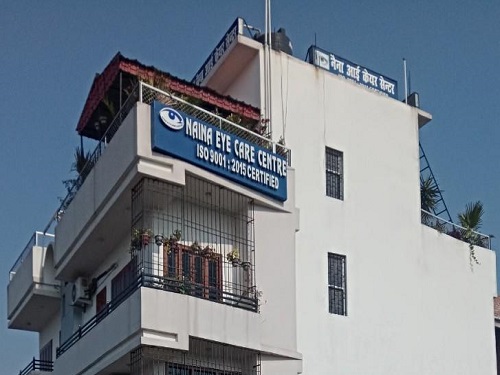 नैना आई केयर सेन्टर
NAINA EYE CARE CENTRE
ISO 9001 : 2015 CERTIFIED